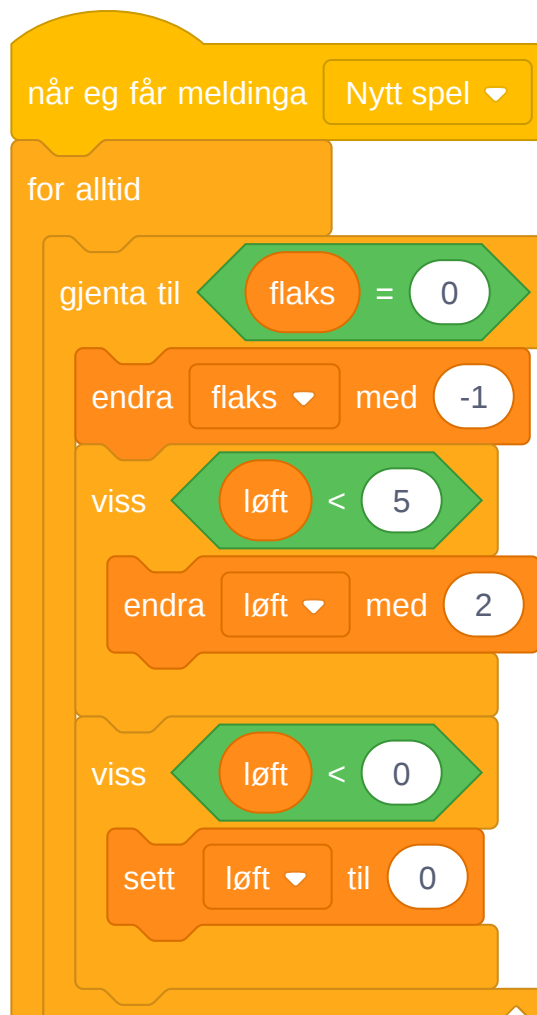 når eg får meldinga Nytt spel
for alltid
gjenta til flaks = 0
endra flaks med -1
viss løft < 5
endra løft med 2
viss løft < 0
sett løft til 0